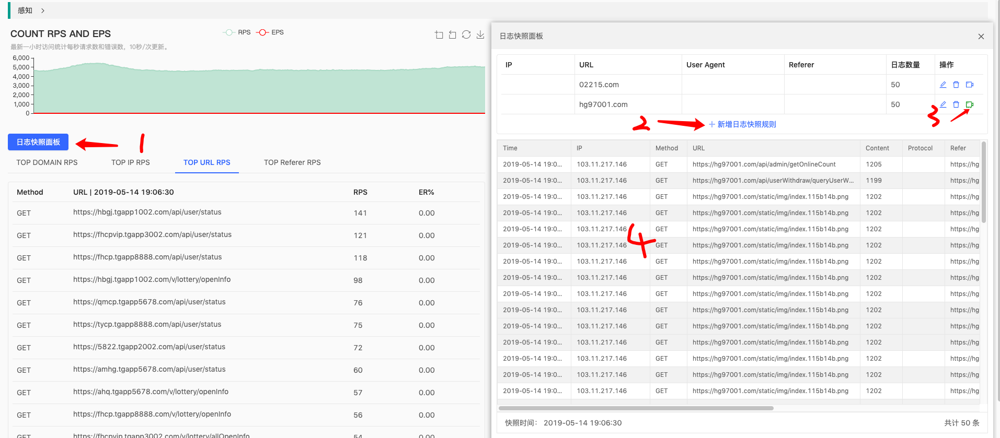 感知 >
COUNT RPS AND EPS
RPS EPS
最新一小时访问统计每秒请求数和错误数，10秒/次更新。
6,000
5,000
4,000
3,000
2,000
1,000
0
日志快照面板
1
TOP DOMAIN RPS TOP IP RPS TOP URL RPS TOP Referer RPS
Method URL | 2019-05-14 19:06:30 RPS ER%
GET https://hbgj.tgapp1002.com/api/user/status 141 0.00
GET https://fhcpvip.tgapp3002.com/api/user/status 121 0.00
GET https://fhcp.tgapp8888.com/api/user/status 118 0.00
GET https://hbgj.tgapp1002.com/v/lottery/openInfo 98 0.00
GET https://qmcp.tgapp5678.com/api/user/status 76 0.00
GET https://tycp.tgapp8888.com/api/user/status 75 0.00
GET https://5822.tgapp2002.com/api/user/status 72 0.00
GET https://amhg.tgapp5678.com/api/user/status 60 0.00
GET https://ahq.tgapp5678.com/v/lottery/openInfo 57 0.00
GET https://fhcp.tgapp8888.com/v/lottery/openInfo 56 0.00
GET https://fhcpvip.tgapp3002.com/v/lottery/allOpenInfo 54 0.00
日志快照面板
IP URL User Agent Referer 日志数量 操作
02215.com 50
hg97001.com 50
2 3
+ 新增日志快照规则
Time IP Method URL Content Protocol Refer
2019-05-14 19:0... 103.11.217.146 GET https://hg97001.com/api/admin/getOnlineCount 1205 https://hg
2019-05-14 19:0... 103.11.217.146 GET https://hg97001.com/api/userWithdraw/queryUserW... 1199 https://hg
2019-05-14 19:0... 103.11.217.146 GET https://hg97001.com/static/img/index.115b14b.png 1202 https://hg
2019-05-14 19:0... 103.11.217.146 GET https://hg97001.com/static/img/index.115b14b.png 1202 https://hg
2019-05-14 19:0... 103.11.217.146 GET https://hg97001.com/static/img/index.115b14b.png 1202 https://hg
4
2019-05-14 19:0... 103.11.217.146 GET https://hg97001.com/static/img/index.115b14b.png 1202 https://hg
2019-05-14 19:0... 103.11.217.146 GET https://hg97001.com/static/img/index.115b14b.png 1202 https://hg
2019-05-14 19:0... 103.11.217.146 GET https://hg97001.com/static/img/index.115b14b.png 1202 https://hg
2019-05-14 19:0... 103.11.217.146 GET https://hg97001.com/static/img/index.115b14b.png 1202 https://hg
2019-05-14 19:0... 103.11.217.146 GET https://hg97001.com/static/img/index.115b14b.png 1202 https://hg
2019-05-14 19:0... 103.11.217.146 GET https://hg97001.com/static/img/index.115b14b.png 1202 https://hg
2019-05-14 19:0... 103.11.217.146 GET https://hg97001.com/static/img/index.115b14b.png 1202 https://hg
2019-05-14 19:0... 103.11.217.146 GET https://hg97001.com/static/img/index.115b14b.png 1202 https://hg
2019-05-14 19:0... 103.11.217.146 GET https://hg97001.com/static/img/index.115b14b.png 1202 https://hg
2019-05-14 19:0... 103.11.217.146 GET https://hg97001.com/static/img/index.115b14b.png 1202 https://hg
快照时间： 2019-05-14 19:06:30 共计 50 条